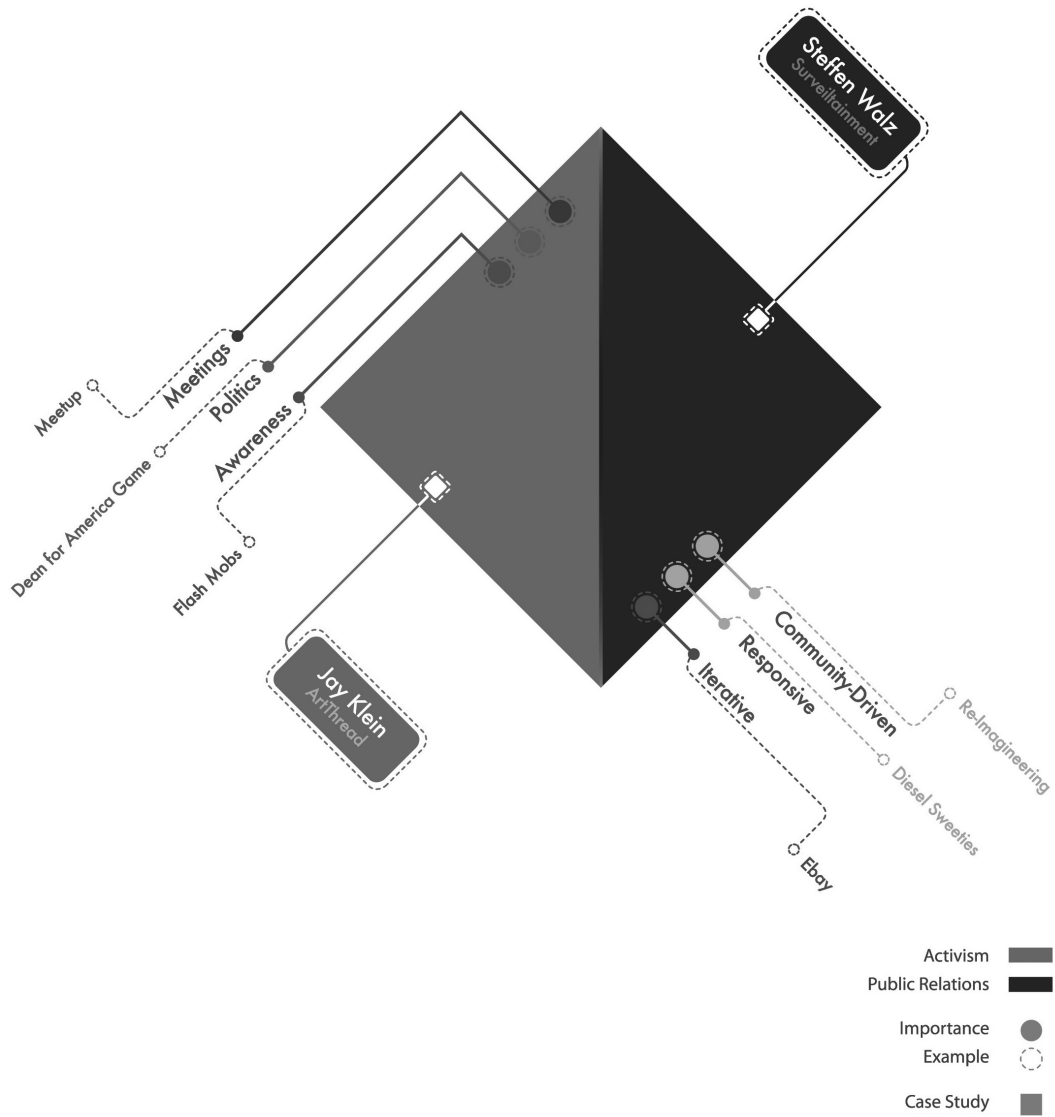 Steffen Walz
Surveiltainment
Meetings
Politics
Awareness
Meetup
Dean for America Game
Flash Mobs
Jay Klein
ArtThread
Community-Driven
Responsive
Iterative
Re-Imagineering
Diesel Sweeties
Ebay
Activism
Public Relations
Importance
Example
Case Study